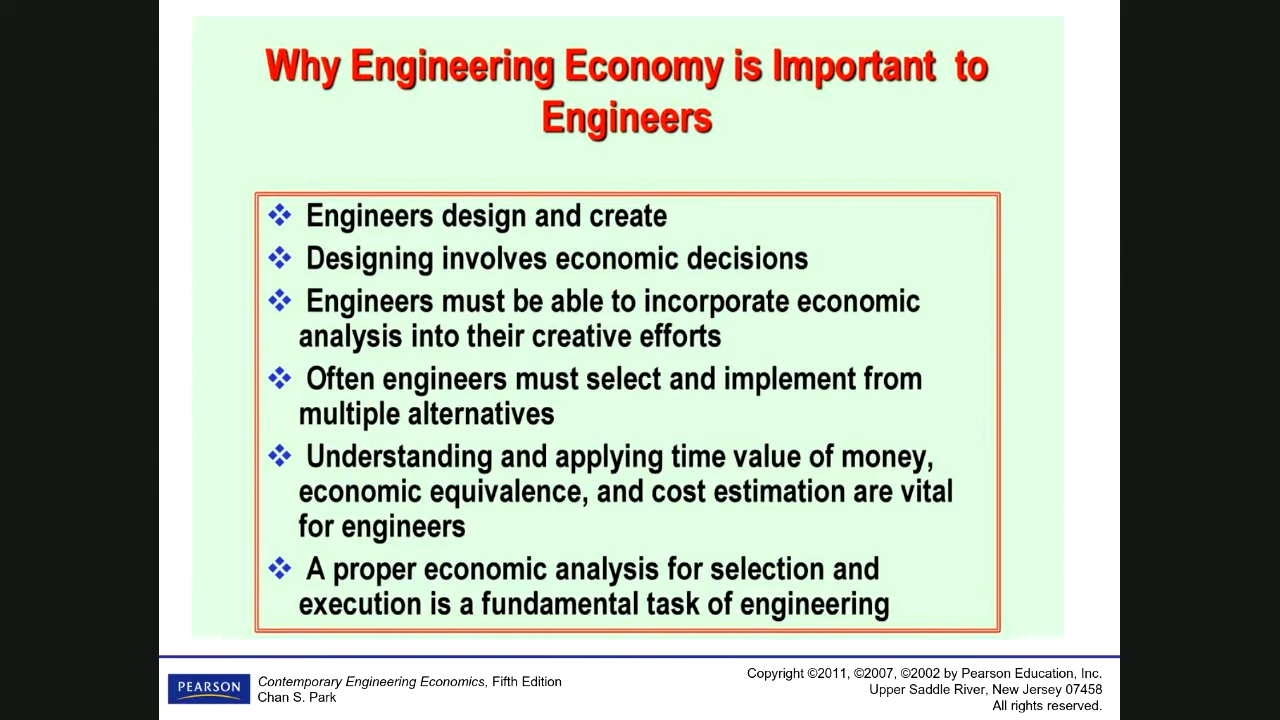 Why Engineering Economy is Important to
Engineers
Engineers design and create
Designing involves economic decisions
Engineers must be able to incorporate economic
analysis into their creative efforts
Often engineers must select and implement from
multiple alternatives
Understanding and applying time value of money,
economic equivalence, and cost estimation are vital
for engineers
A proper economic analysis for selection and
execution is a fundamental task of engineering
PEARSON
Contemporary Engineering Economics, Fifth Edition
Chan S. Park
Copyright ©2011, ©2007, ©2002 by Pearson Education, Inc.
Upper Saddle River, New Jersey 07458
All rights reserved.